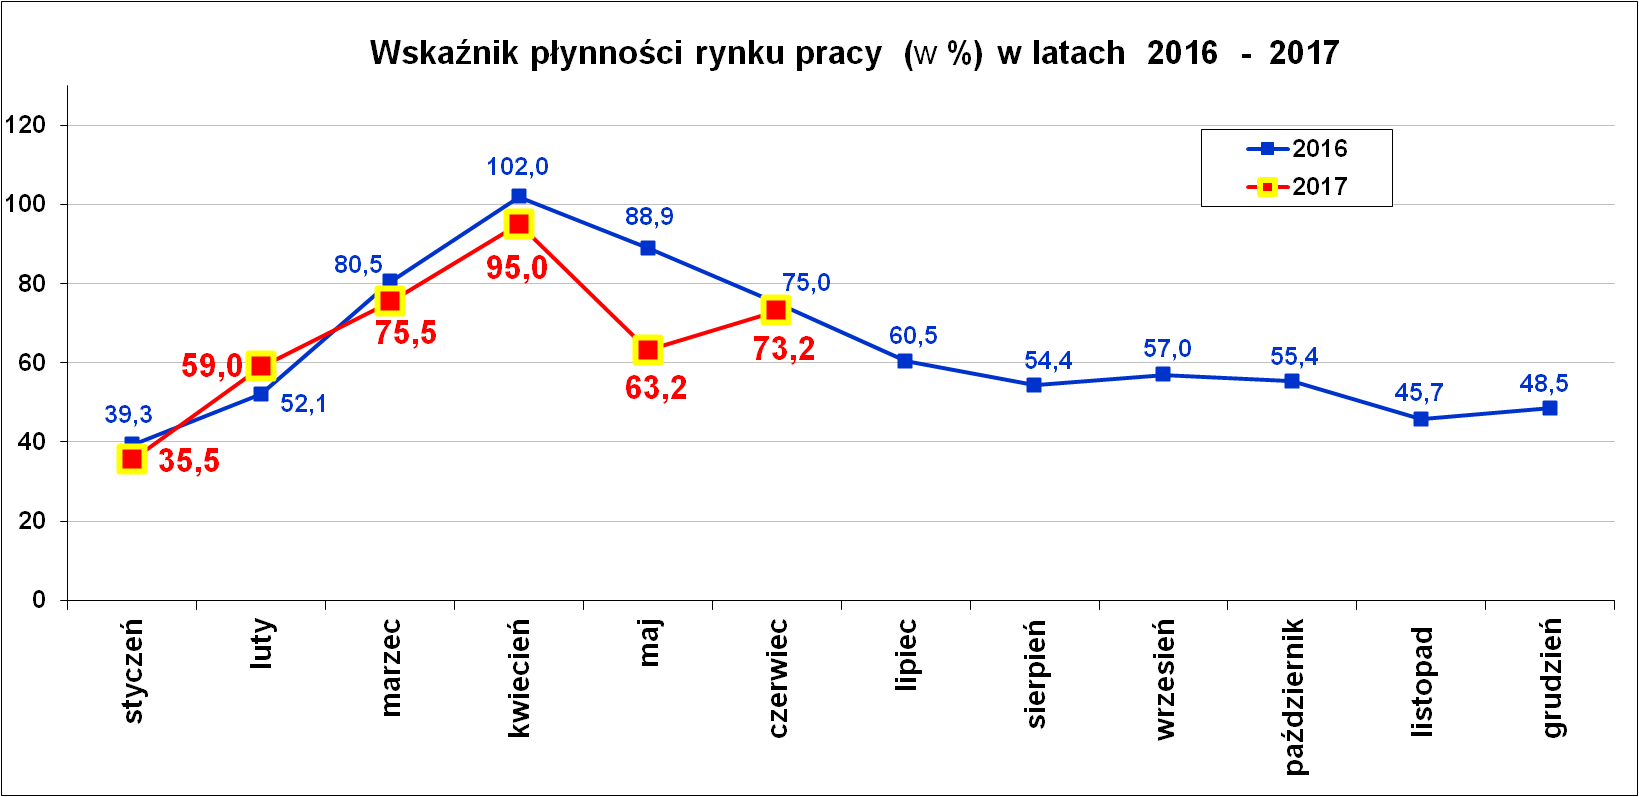 Wskaźnik płynności rynku pracy (w %) w latach 2016 - 2017
120
100
80
60
40
20
0
2016
2017
39,3
52,1
80,5
102,0
88,9
75,0
60,5
54,4
57,0
55,4
45,7
48,5
35,5
59,0
75,5
95,0
63,2
73,2
styczeń
luty
marzec
kwiecień
maj
czerwiec
lipiec
sierpień
wrzesień
październik
listopad
grudzień